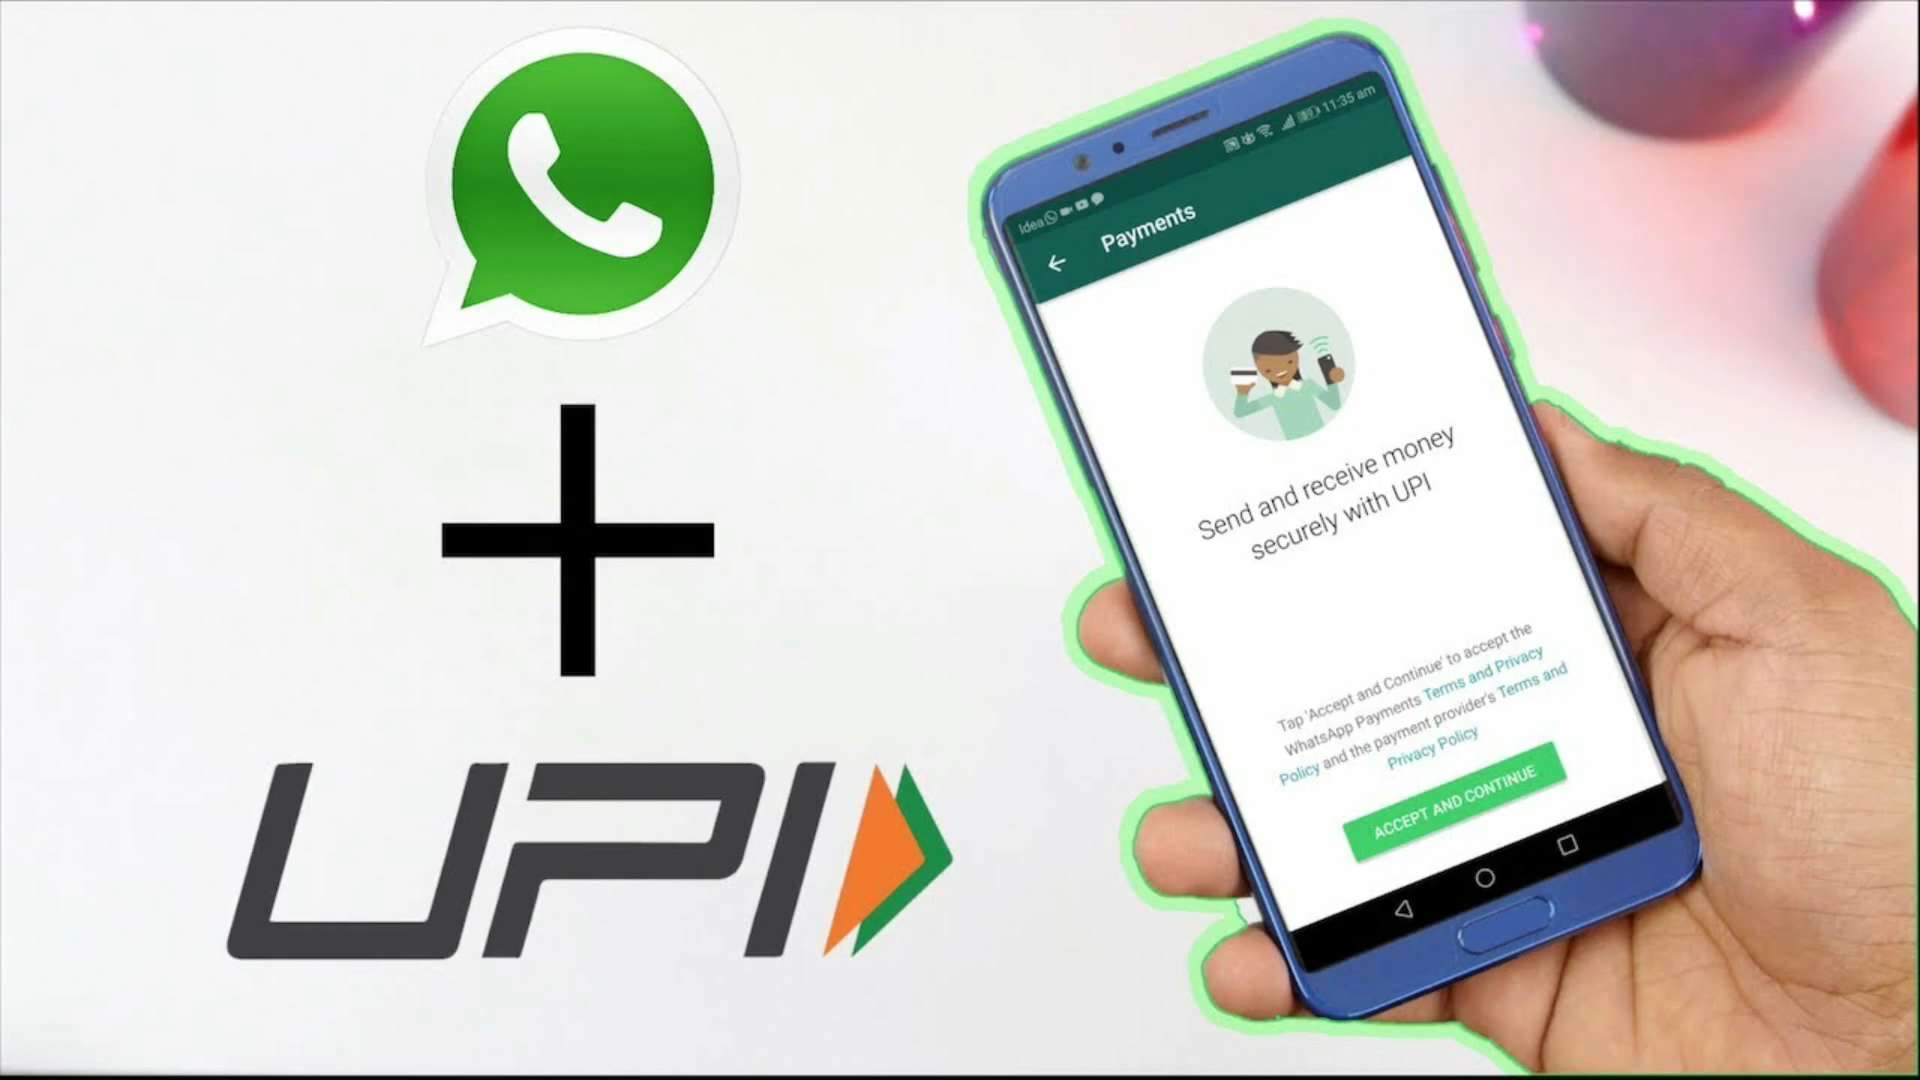 UPI
Idea 11:35 am
Payments
Send and receive money
securely with UPI
Tap 'Accept and Continue' to accept the
WhatsApp Payments Terms and Privacy
Policy and the payment provider's Terms and
Privacy Policy
ACCEPT AND CONTINUE